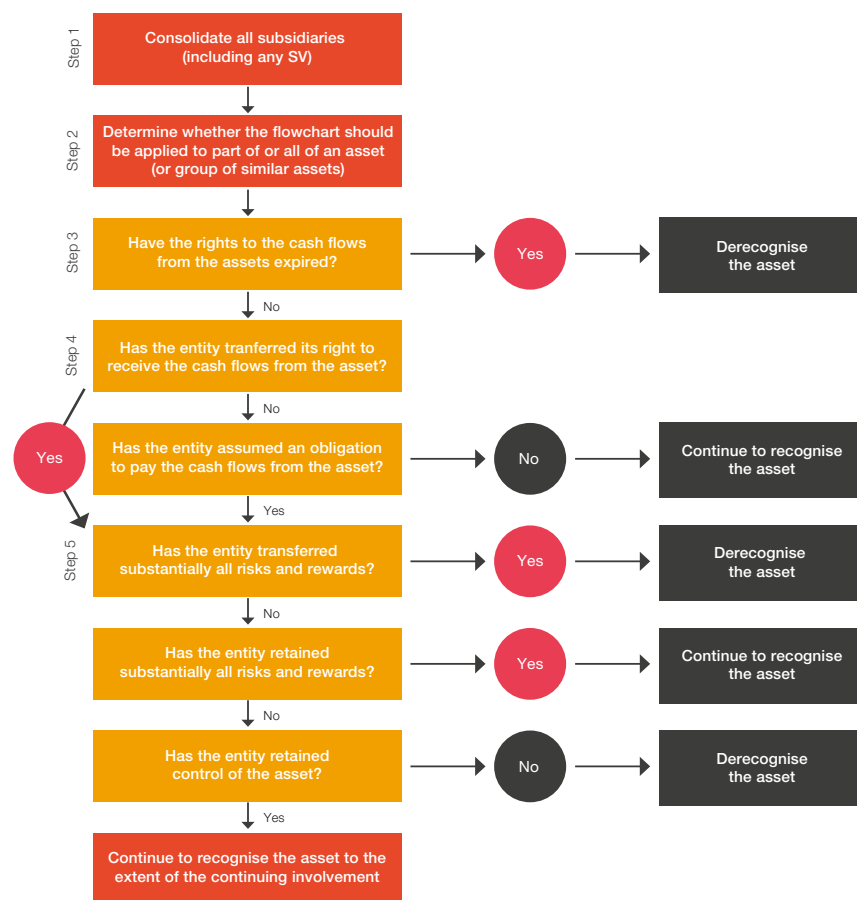 Step 1
Consolidate all subsidiaries
(including any SV)
Step 2
Determine whether the flowchart should
be applied to part of or all of an asset
(or group of similar assets)
Step 3
Have the rights to the cash flows
from the assets expired?
Yes
Derecognise
the asset
No
Step 4
Has the entity tranferred its right to
receive the cash flows from the asset?
No
Yes
Has the entity assumed an obligation
to pay the cash flows from the asset?
No
Continue to recognise
the asset
Yes
Step 5
Has the entity transferred
substantially all risks and rewards?
Yes
Derecognise
the asset
No
Has the entity retained
substantially all risks and rewards?
Yes
Continue to recognise
the asset
No
Has the entity retained
control of the asset?
No
Derecognise
the asset
Yes
Continue to recognise the asset to the
extent of the continuing involvement